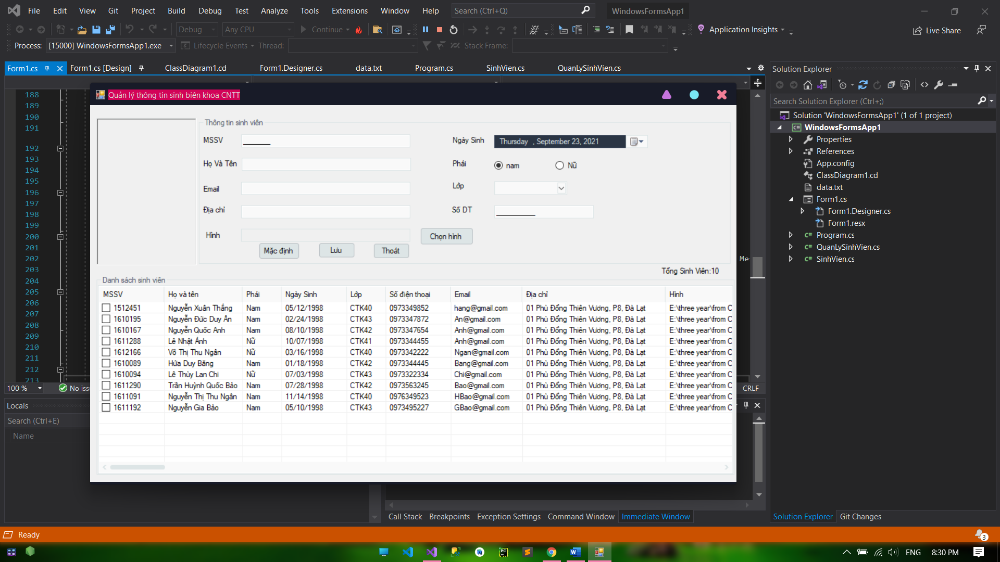 File Edit View Git Project Build Debug Test Analyze Tools Extensions Window Help Search (Ctrl+Q) WindowsFormsApp1
Debug Any CPU Continue Application Insights Live Share
Process: [15000] WindowsFormsApp1.exe Lifecycle Events Thread: Stack Frame:
Form1.cs Form1.cs [Design] ClassDiagram1.cd Form1.Designer.cs data.txt Program.cs SinhVien.cs QuanLySinhVien.cs
Solution Explorer
Search Solution Explorer (Ctrl+;)
Solution 'WindowsFormsApp1' (1 of 1 project)
WindowsFormsApp1
Properties
References
App.config
ClassDiagram1.cd
data.txt
Form1.cs
Form1.Designer.cs
Form1.resx
Program.cs
QuanLySinhVien.cs
SinhVien.cs
188
189
190
191
192
193
194
195
196
197
198
199
200
201
202
203
204
205
206
207
208
209
210
211
212
213
Me
Quản lý thông tin sinh biên khoa CNTT
Thông tin sinh viên
MSSV Ngày Sinh Thursday , September 23, 2021
Họ Và Tên Phái nam Nữ
Email Lớp
Địa chỉ Số DT
Hình Chọn hình
Mặc định Lưu Thoát
Tổng Sinh Viên:10
Danh sách sinh viên
MSSV Họ và tên Phái Ngày Sinh Lớp Số điện thoại Email Địa chỉ Hình
1512451 Nguyễn Xuân Thắng Nam 05/12/1998 CTK40 0973349852 hang@gmail.com 01 Phù Đổng Thiên Vương, P8, Đà Lạt E:\three year\from C
1610195 Nguyễn Đức Duy Ân Nam 02/24/1998 CTK43 0973347872 An@gmail.com 01 Phù Đổng Thiên Vương, P8, Đà Lạt E:\three year\from C
1610167 Nguyễn Quốc Anh Nam 08/10/1998 CTK42 0973347654 Anh@gmail.com 01 Phù Đổng Thiên Vương, P8, Đà Lạt E:\three year\from C
1611288 Lê Nhật Ánh Nữ 10/07/1998 CTK41 0973344455 Anh@gmail.com 01 Phù Đổng Thiên Vương, P8, Đà Lạt E:\three year\from C
1612166 Võ Thị Thu Ngân Nữ 03/16/1998 CTK40 0973342222 Ngan@gmail.com 01 Phù Đổng Thiên Vương, P8, Đà Lạt E:\three year\from C
1610089 Hứa Duy Băng Nam 01/18/1998 CTK42 0973344445 Bang@gmail.com 01 Phù Đổng Thiên Vương, P8, Đà Lạt E:\three year\from C
1610094 Lê Thùy Lan Chi Nữ 07/03/1998 CTK43 0973322334 Chi@gmail.com 01 Phù Đổng Thiên Vương, P8, Đà Lạt E:\three year\from C
1611290 Trần Huỳnh Quốc Bảo Nam 07/28/1998 CTK42 0973563245 Bao@gmail.com 01 Phù Đổng Thiên Vương, P8, Đà Lạt E:\three year\from C
1611091 Nguyễn Thị Thu Ngân Nam 11/14/1998 CTK40 0976349523 HBao@gmail.com 01 Phù Đổng Thiên Vương, P8, Đà Lạt E:\three year\from C
1611192 Nguyễn Gia Bảo Nam 05/10/1998 CTK43 0973495227 GBao@gmail.com 01 Phù Đổng Thiên Vương, P8, Đà Lạt E:\three year\from C
100 % No iss CRLF
Locals
Search (Ctrl+E)
Name
Call Stack Breakpoints Exception Settings Command Window Immediate Window Solution Explorer Git Changes
Ready 3
ENG 8:30 PM